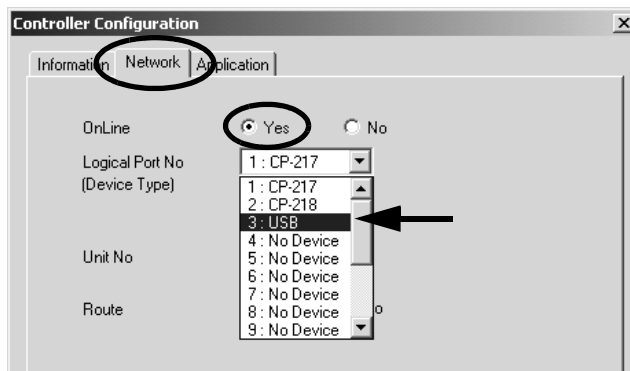 Controller Configuration
Information Network Application
OnLine Yes No
Logical Port No 1 : CP-217
(Device Type)
1 : CP-217
2 : CP-218
3 : USB
4 : No Device
Unit No 5 : No Device
6 : No Device
7 : No Device
Route 8 : No Device o
9 : No Device